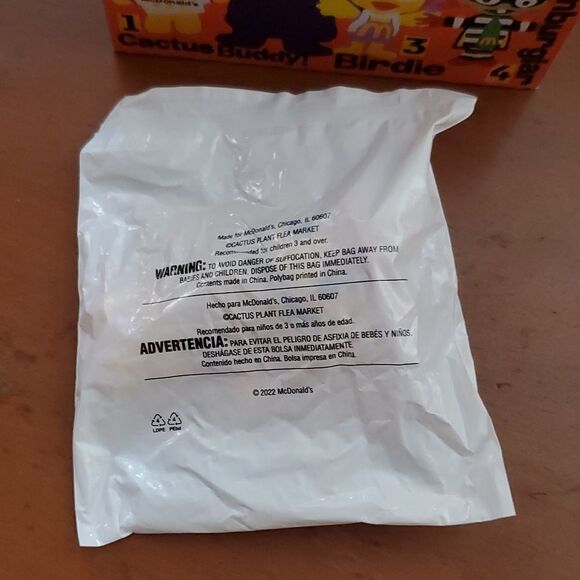 McDonald's
1
Cactus Buddy!
3
Birdie
4
Made for McDonald's, Chicago, IL 60607
©CACTUS PLANT FLEA MARKET
Recommended for children 3 and over.
WARNING: TO AVOID DANGER OF SUFFOCATION, KEEP BAG AWAY FROM
BABIES AND CHILDREN. DISPOSE OF THIS BAG IMMEDIATELY.
Contents made in China. Polybag printed in China.
Hecho para McDonald's, Chicago, IL 60607
©CACTUS PLANT FLEA MARKET
Recomendado para niños de 3 o más años de edad.
ADVERTENCIA: PARA EVITAR EL PELIGRO DE ASFIXIA DE BEBÉS Y NIÑOS,
DESHÁGASE DE ESTA BOLSA INMEDIATAMENTE.
Contenido hecho en China. Bolsa impresa en China.
© 2022 McDonald's
4 4
LDPE